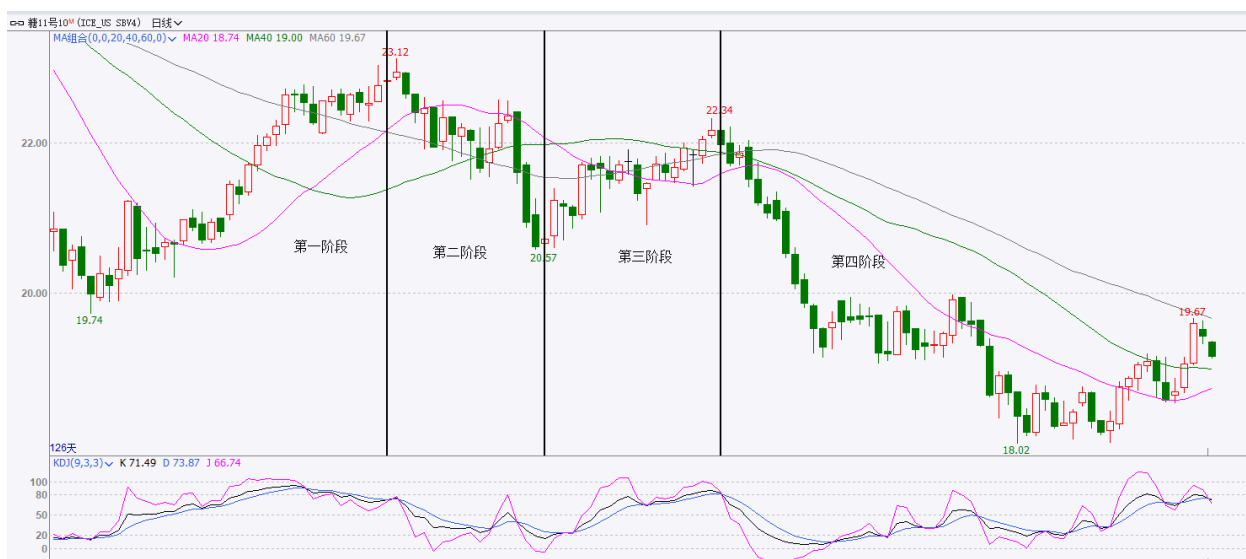 糖11号10M (ICE_US SBV4) 日线
MA组合(0,0,20,40,60,0) MA20 18.74 MA40 19.00 MA60 19.67
23.12
22.34
22.00
第一阶段
第二阶段
第三阶段
第四阶段
20.57
20.00
19.74
19.67
18.02
126天
KDJ(9,3,3) K 71.49 D 73.87 J 66.74
100
80
50
20
0